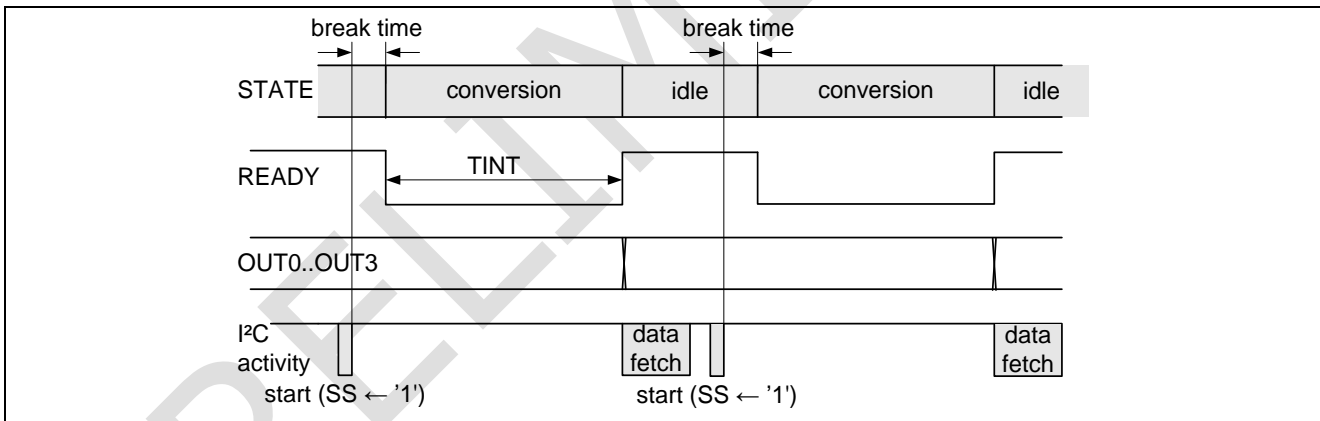 break time break time
STATE conversion idle conversion idle
READY TINT
OUT0..OUT3
I²C
activity
data
fetch
data
fetch
start (SS ← '1') start (SS ← '1')
PRELIMI